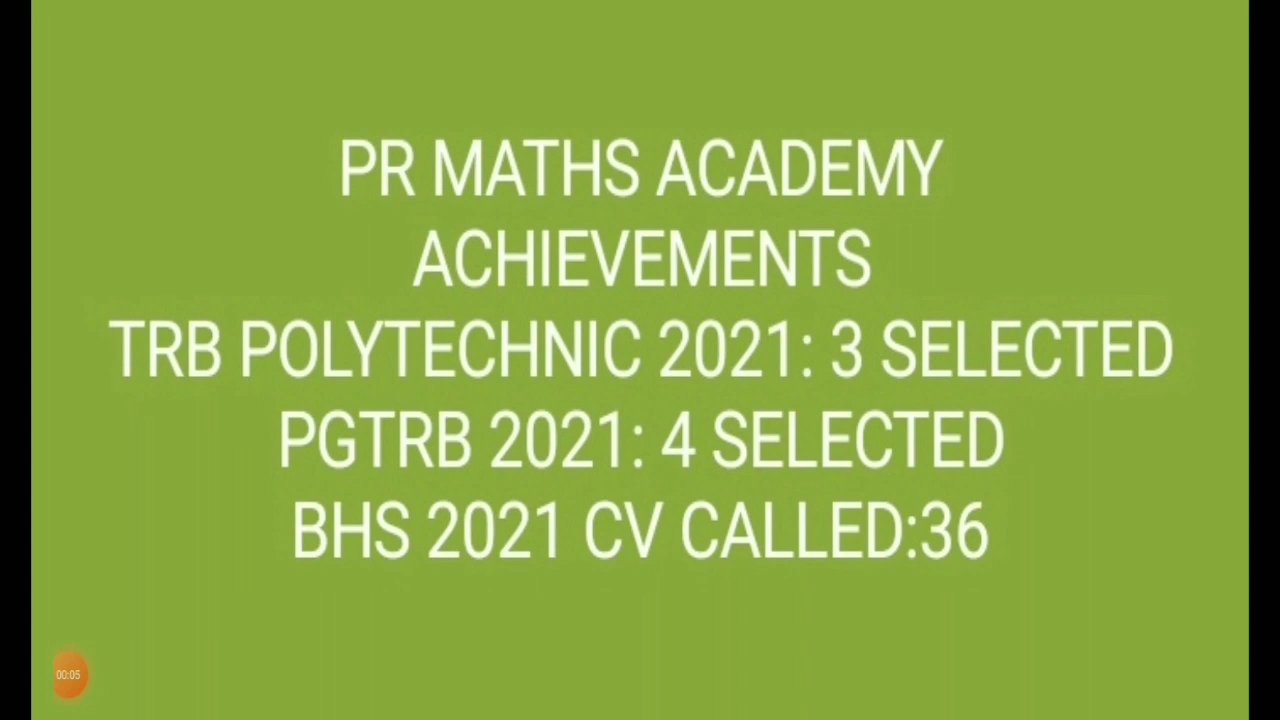 PR MATHS ACADEMY
ACHIEVEMENTS
TRB POLYTECHNIC 2021: 3 SELECTED
PGTRB 2021: 4 SELECTED
BHS 2021 CV CALLED:36
00:05